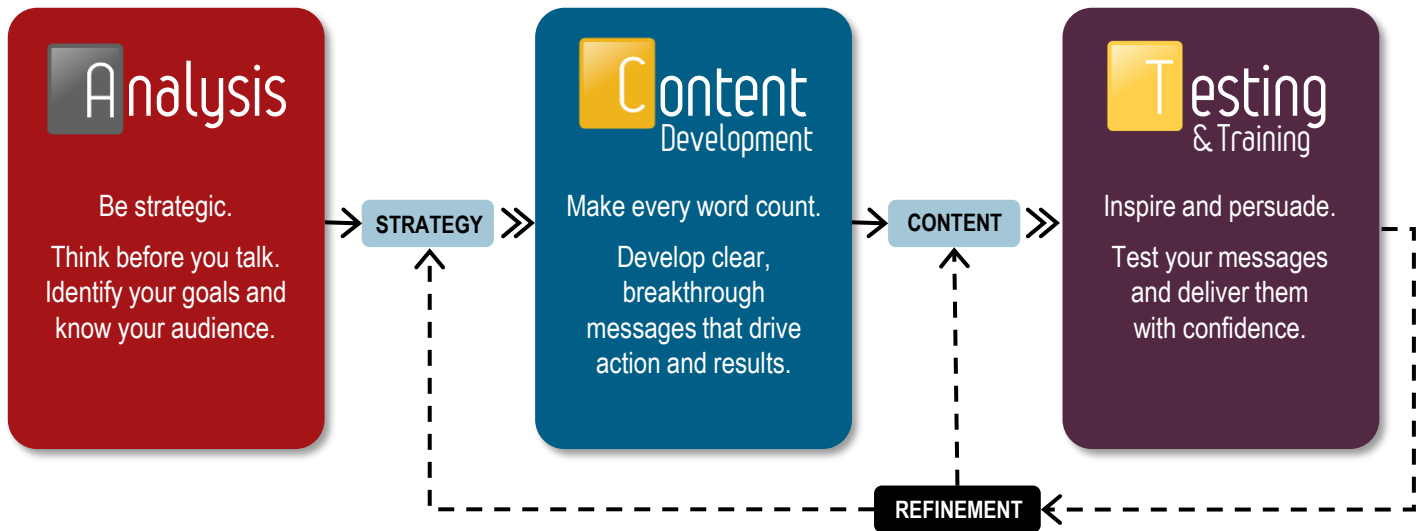 Analysis
Be strategic.
Think before you talk.
Identify your goals and
know your audience.
STRATEGY
Content
Development
Make every word count.
Develop clear,
breakthrough
messages that drive
action and results.
CONTENT
Testing
& Training
Inspire and persuade.
Test your messages
and deliver them
with confidence.
REFINEMENT